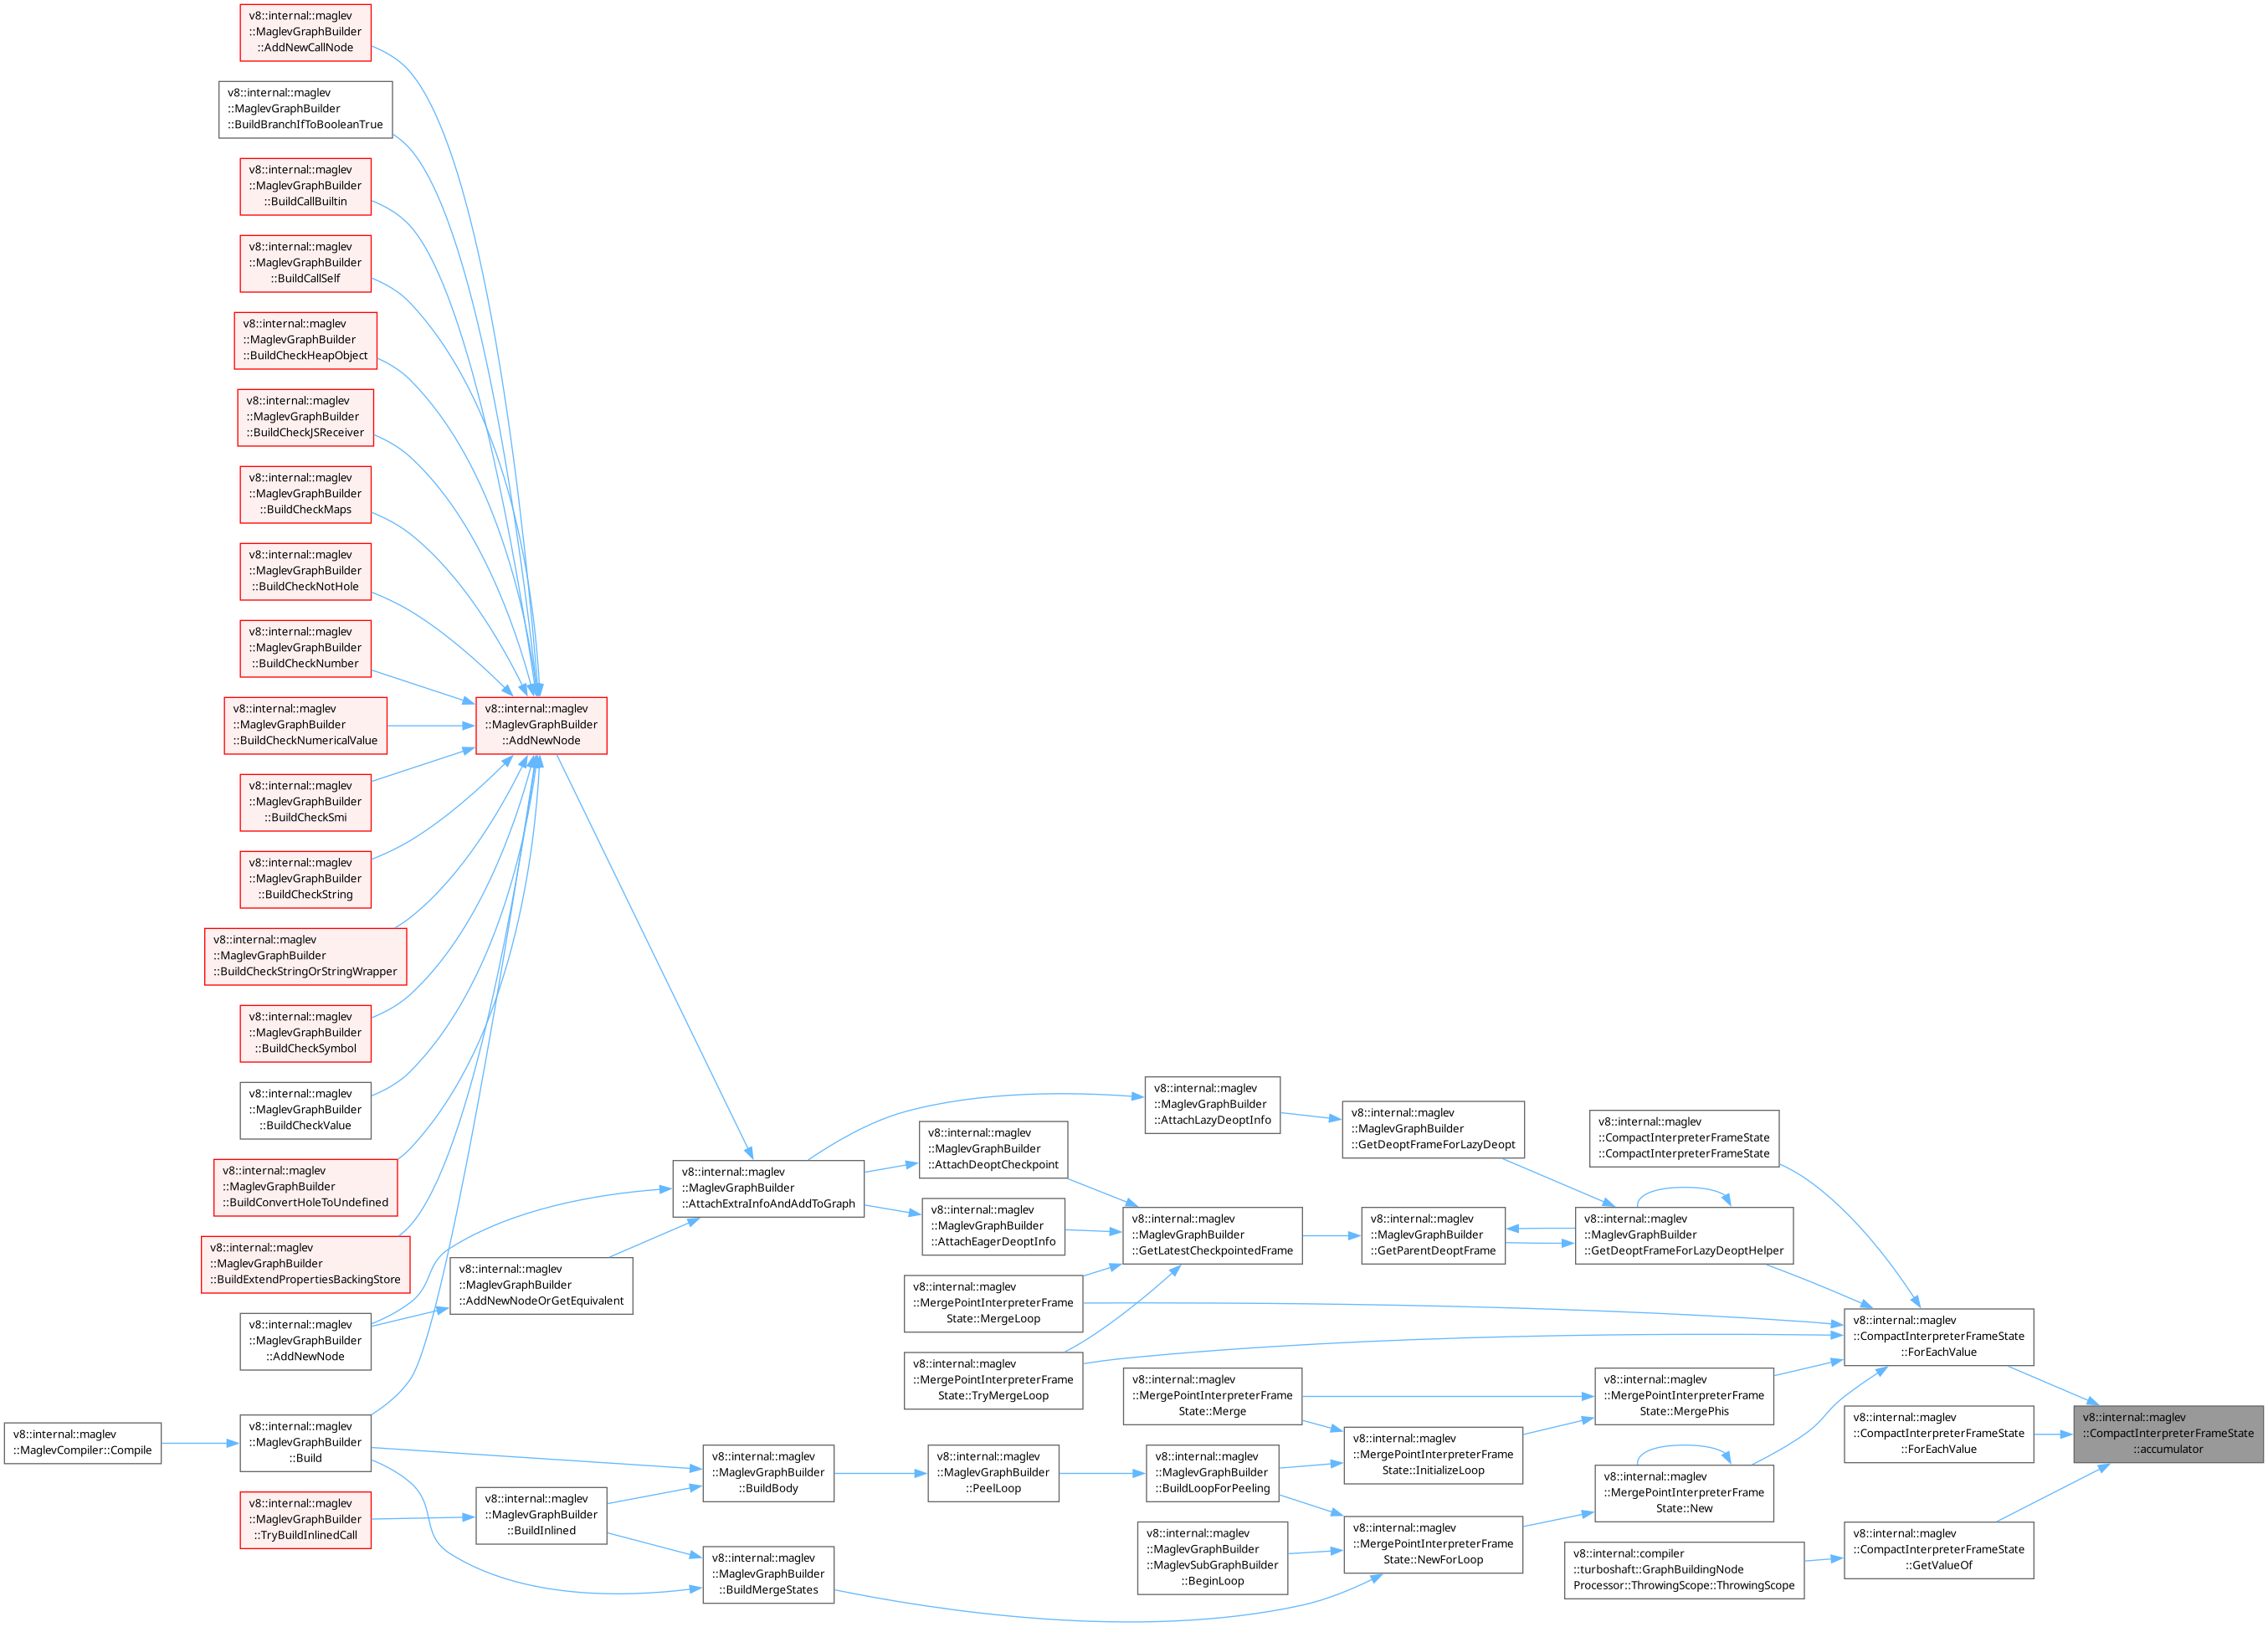 v8::internal::maglev
::MaglevGraphBuilder
::AddNewCallNode
v8::internal::maglev
::MaglevGraphBuilder
::BuildBranchIfToBooleanTrue
v8::internal::maglev
::MaglevGraphBuilder
::BuildCallBuiltin
v8::internal::maglev
::MaglevGraphBuilder
::BuildCallSelf
v8::internal::maglev
::MaglevGraphBuilder
::BuildCheckHeapObject
v8::internal::maglev
::MaglevGraphBuilder
::BuildCheckJSReceiver
v8::internal::maglev
::MaglevGraphBuilder
::BuildCheckMaps
v8::internal::maglev
::MaglevGraphBuilder
::BuildCheckNotHole
v8::internal::maglev
::MaglevGraphBuilder
::BuildCheckNumber
v8::internal::maglev
::MaglevGraphBuilder
::BuildCheckNumericalValue
v8::internal::maglev
::MaglevGraphBuilder
::BuildCheckSmi
v8::internal::maglev
::MaglevGraphBuilder
::BuildCheckString
v8::internal::maglev
::MaglevGraphBuilder
::BuildCheckStringOrStringWrapper
v8::internal::maglev
::MaglevGraphBuilder
::BuildCheckSymbol
v8::internal::maglev
::MaglevGraphBuilder
::BuildCheckValue
v8::internal::maglev
::MaglevGraphBuilder
::BuildConvertHoleToUndefined
v8::internal::maglev
::MaglevGraphBuilder
::BuildExtendPropertiesBackingStore
v8::internal::maglev
::MaglevGraphBuilder
::AddNewNode
v8::internal::maglev
::MaglevGraphBuilder
::Build
v8::internal::maglev
::MaglevGraphBuilder
::TryBuildInlinedCall
v8::internal::maglev
::MaglevCompiler::Compile
v8::internal::maglev
::MaglevGraphBuilder
::AddNewNode
v8::internal::maglev
::MaglevGraphBuilder
::AddNewNodeOrGetEquivalent
v8::internal::maglev
::MaglevGraphBuilder
::BuildInlined
v8::internal::maglev
::MaglevGraphBuilder
::AttachExtraInfoAndAddToGraph
v8::internal::maglev
::MaglevGraphBuilder
::BuildBody
v8::internal::maglev
::MaglevGraphBuilder
::BuildMergeStates
v8::internal::maglev
::MaglevGraphBuilder
::AttachDeoptCheckpoint
v8::internal::maglev
::MaglevGraphBuilder
::AttachEagerDeoptInfo
v8::internal::maglev
::MergePointInterpreterFrame
State::MergeLoop
v8::internal::maglev
::MergePointInterpreterFrame
State::TryMergeLoop
v8::internal::maglev
::MaglevGraphBuilder
::PeelLoop
v8::internal::maglev
::MaglevGraphBuilder
::AttachLazyDeoptInfo
v8::internal::maglev
::MaglevGraphBuilder
::GetLatestCheckpointedFrame
v8::internal::maglev
::MergePointInterpreterFrame
State::Merge
v8::internal::maglev
::MaglevGraphBuilder
::BuildLoopForPeeling
v8::internal::maglev
::MaglevGraphBuilder
::MaglevSubGraphBuilder
::BeginLoop
v8::internal::maglev
::MaglevGraphBuilder
::GetDeoptFrameForLazyDeopt
v8::internal::maglev
::MaglevGraphBuilder
::GetParentDeoptFrame
v8::internal::maglev
::MergePointInterpreterFrame
State::InitializeLoop
v8::internal::maglev
::MergePointInterpreterFrame
State::NewForLoop
v8::internal::maglev
::CompactInterpreterFrameState
::CompactInterpreterFrameState
v8::internal::maglev
::MaglevGraphBuilder
::GetDeoptFrameForLazyDeoptHelper
v8::internal::maglev
::MergePointInterpreterFrame
State::MergePhis
v8::internal::maglev
::MergePointInterpreterFrame
State::New
v8::internal::compiler
::turboshaft::GraphBuildingNode
Processor::ThrowingScope::ThrowingScope
v8::internal::maglev
::CompactInterpreterFrameState
::ForEachValue
v8::internal::maglev
::CompactInterpreterFrameState
::ForEachValue
v8::internal::maglev
::CompactInterpreterFrameState
::GetValueOf
v8::internal::maglev
::CompactInterpreterFrameState
::accumulator